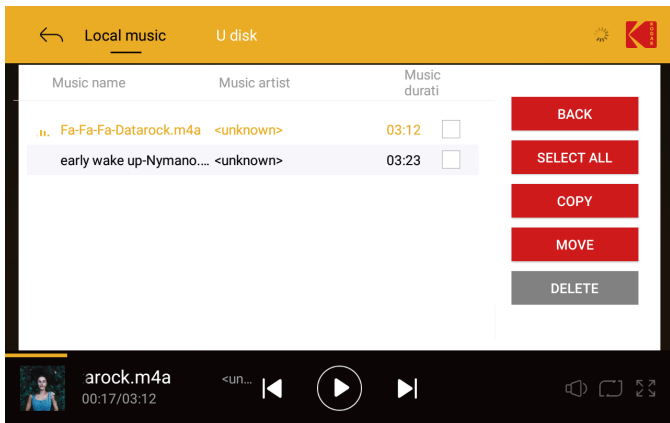 Local music
U disk
KODAK
Music name
Music artist
Music
durati
Fa-Fa-Fa-Datarock.m4a
<unknown>
03:12
early wake up-Nymano....
<unknown>
03:23
BACK
SELECT ALL
COPY
MOVE
DELETE
arock.m4a
<un...
00:17/03:12